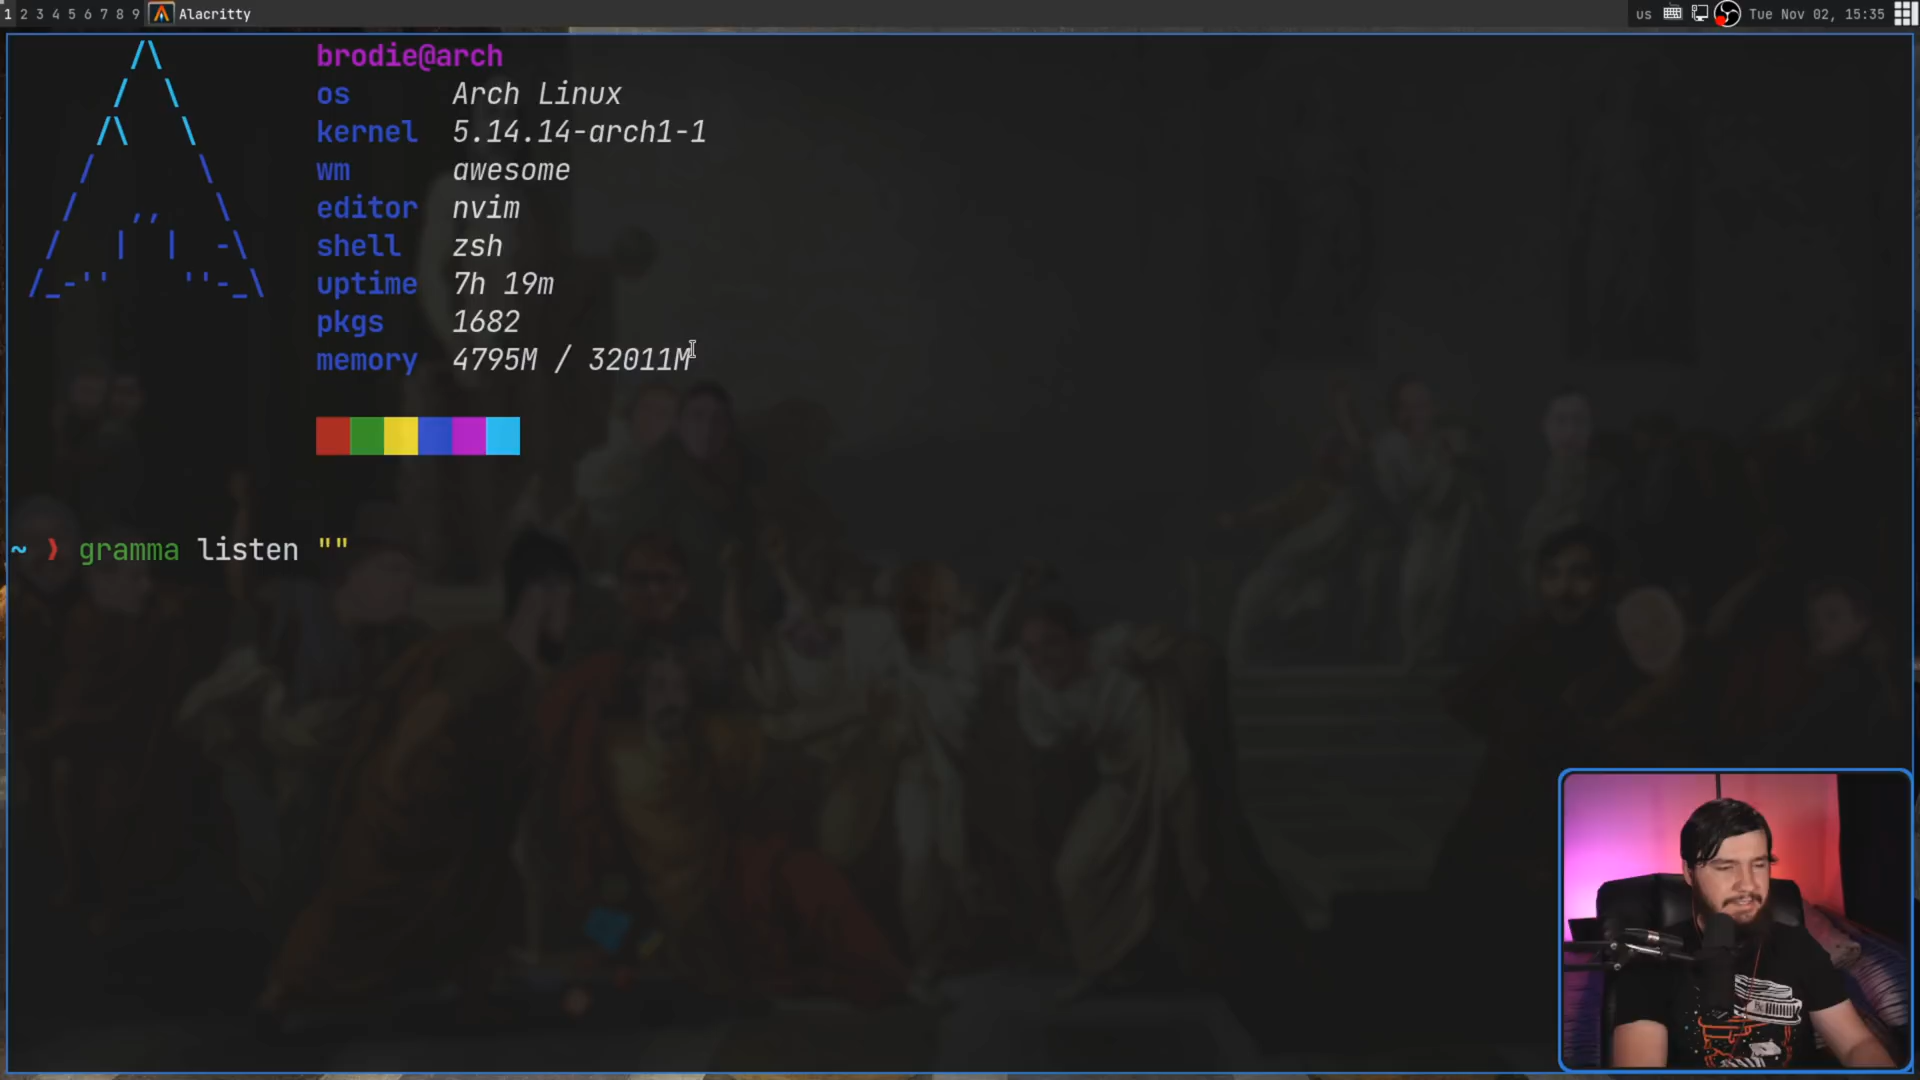 1 2 3 4 5 6 7 8 9 Alacritty us Tue Nov 02, 15:35
brodie@arch
os Arch Linux
kernel 5.14.14-arch1-1
wm awesome
editor nvim
shell zsh
uptime 7h 19m
pkgs 1682
memory 4795M / 32011M
~ ❯ gramma listen ""